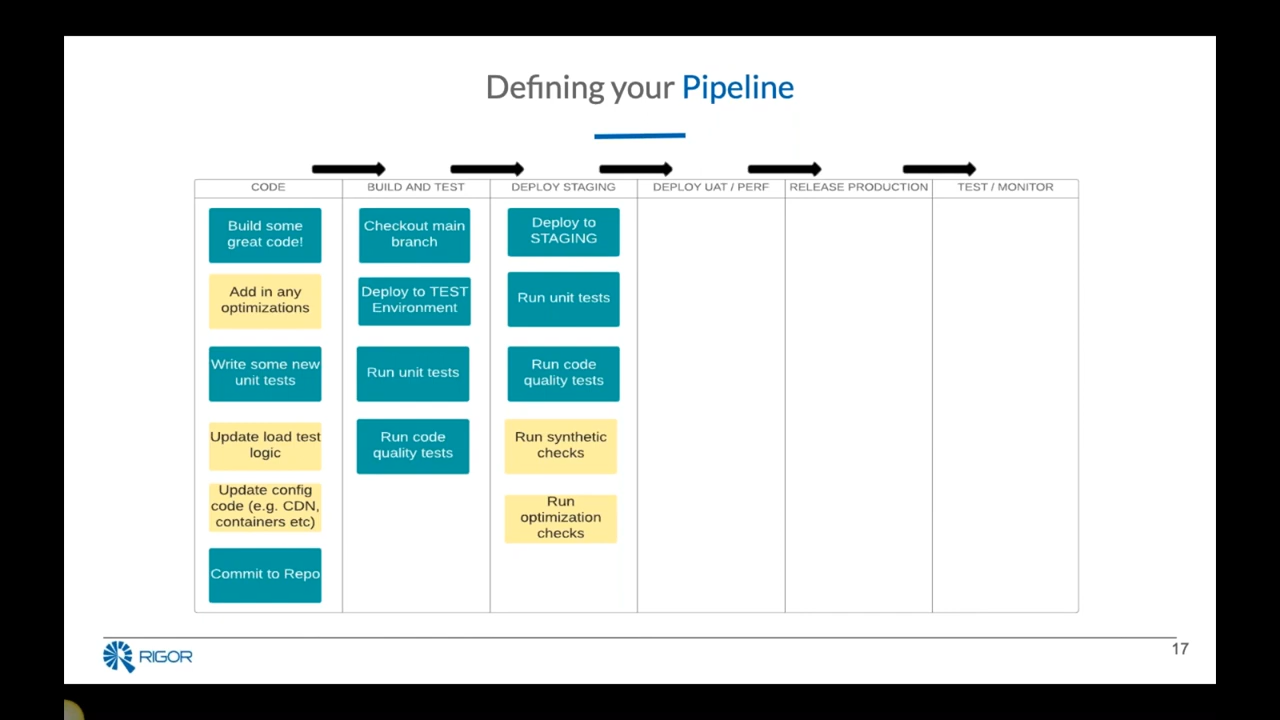 Defining your Pipeline
CODE
BUILD AND TEST
DEPLOY STAGING
DEPLOY UAT / PERF
RELEASE PRODUCTION
TEST / MONITOR
Build some
great code!
Add in any
optimizations
Write some new
unit tests
Update load test
logic
Update config
code (e.g. CDN,
containers etc)
Commit to Repo
Checkout main
branch
Deploy to TEST
Environment
Run unit tests
Run code
quality tests
Deploy to
STAGING
Run unit tests
Run code
quality tests
Run synthetic
checks
Run
optimization
checks
RIGOR
17